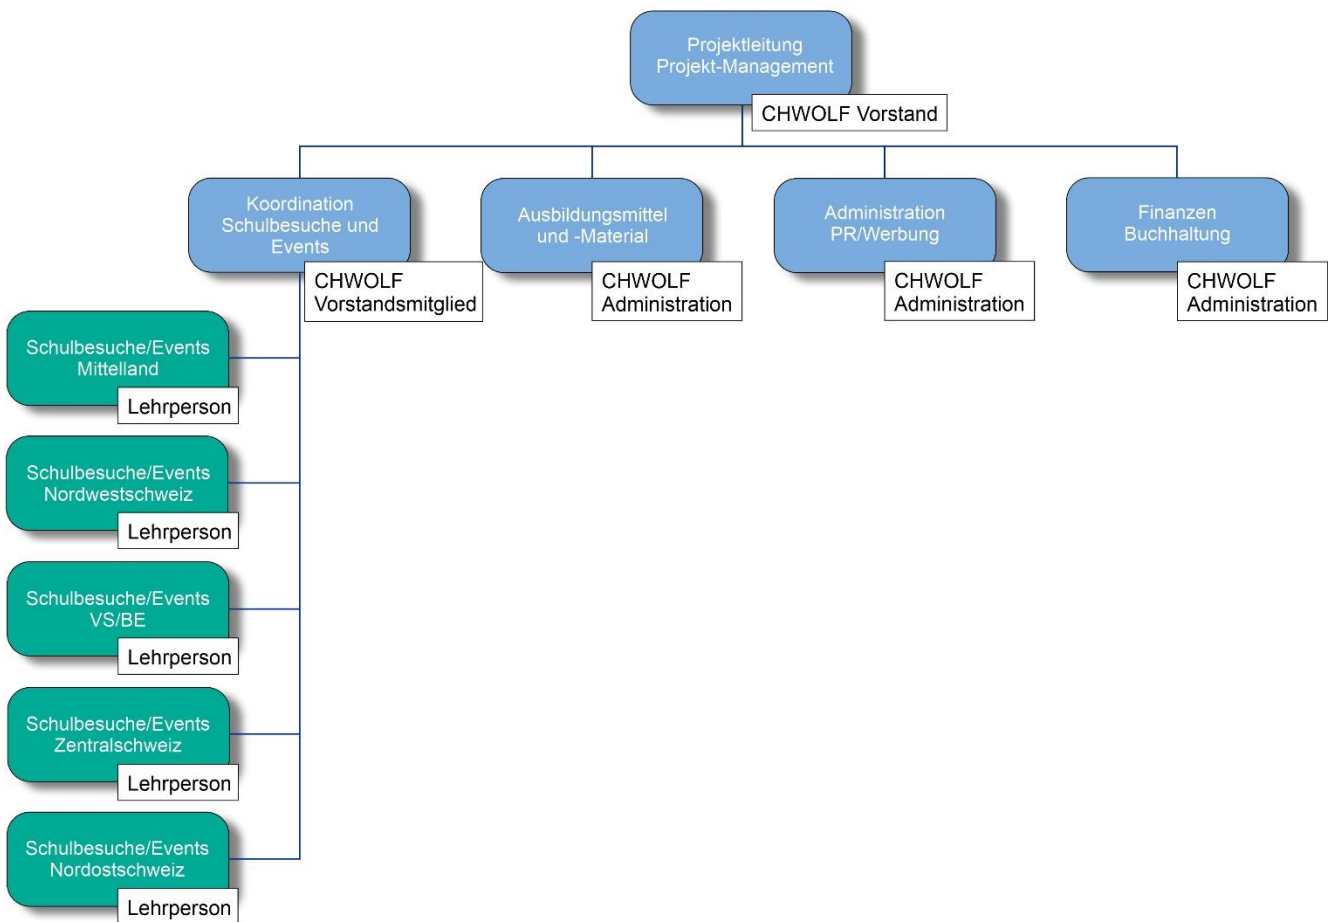 Projektleitung
Projekt-Management
CHWOLF Vorstand
Koordination
Schulbesuche und
Events
CHWOLF
Vorstandsmitglied
Ausbildungsmittel
und -Material
CHWOLF
Administration
Administration
PR/Werbung
CHWOLF
Administration
Finanzen
Buchhaltung
CHWOLF
Administration
Schulbesuche/Events
Mittelland
Lehrperson
Schulbesuche/Events
Nordwestschweiz
Lehrperson
Schulbesuche/Events
VS/BE
Lehrperson
Schulbesuche/Events
Zentralschweiz
Lehrperson
Schulbesuche/Events
Nordostschweiz
Lehrperson